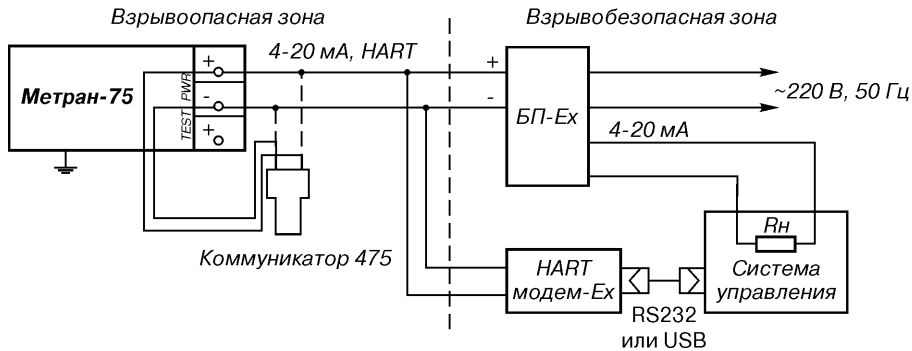 Взрывоопасная зона
Взрывобезопасная зона
4-20 мА, HART
Метран-75
+
-
+
PWR
TEST
+
-
БП-Ex
~220 В, 50 Гц
4-20 мА
Rн
Коммуникатор 475
HART
модем-Ex
Система
управления
RS232
или USB